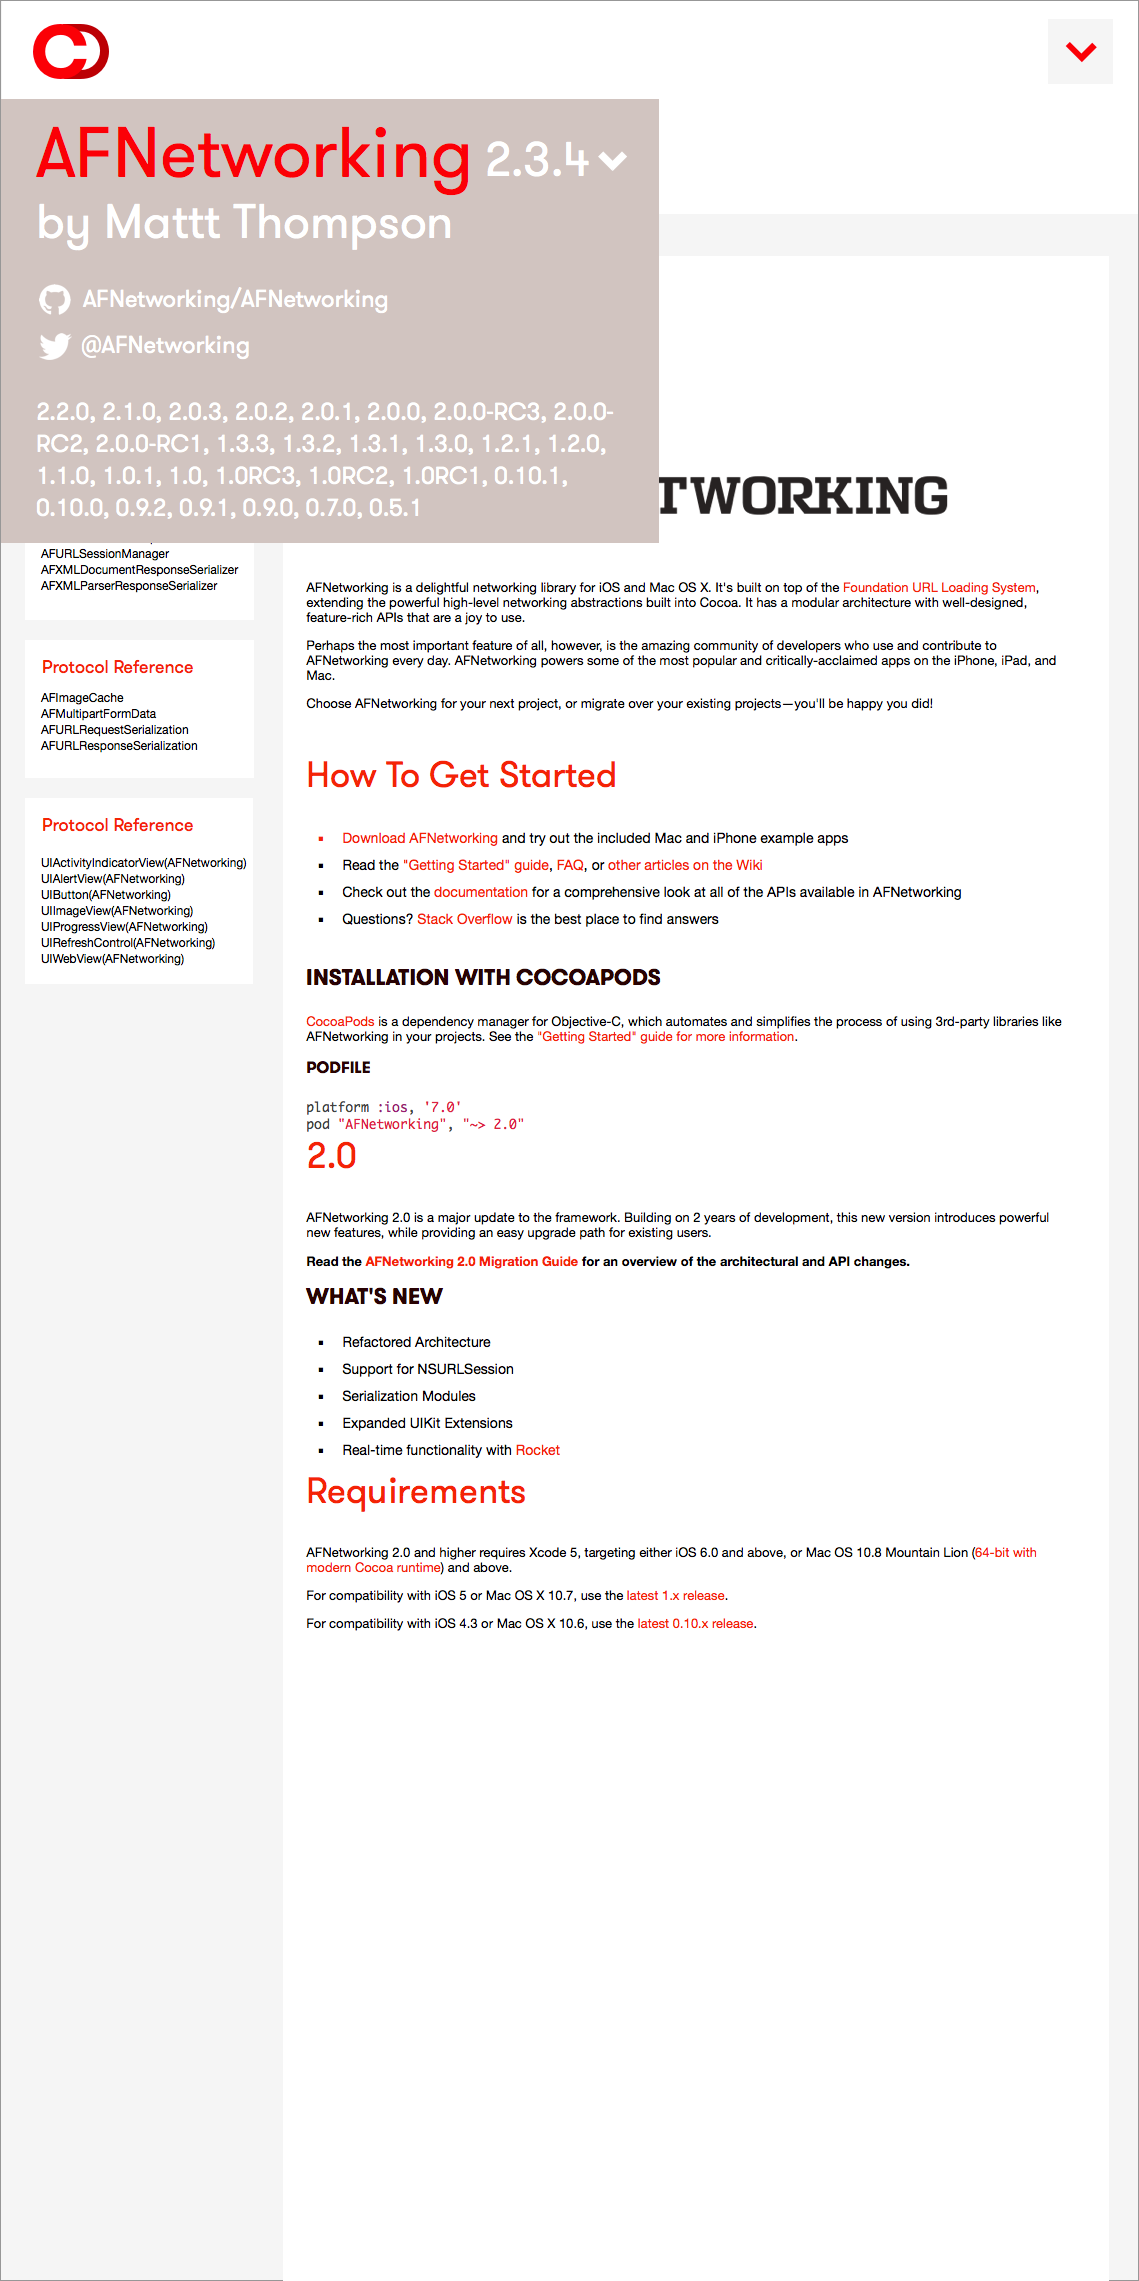 AFNetworking 2.3.4
by Mattt Thompson
AFNetworking/AFNetworking
@AFNetworking
2.2.0, 2.1.0, 2.0.3, 2.0.2, 2.0.1, 2.0.0, 2.0.0-RC3, 2.0.0-
RC2, 2.0.0-RC1, 1.3.3, 1.3.2, 1.3.1, 1.3.0, 1.2.1, 1.2.0,
1.1.0, 1.0.1, 1.0, 1.0RC3, 1.0RC2, 1.0RC1, 0.10.1,
0.10.0, 0.9.2, 0.9.1, 0.9.0, 0.7.0, 0.5.1
AFURLSessionManager
AFXMLDocumentResponseSerializer
AFXMLParserResponseSerializer
Protocol Reference
AFImageCache
AFMultipartFormData
AFURLRequestSerialization
AFURLResponseSerialization
Protocol Reference
UIActivityIndicatorView(AFNetworking)
UIAlertView(AFNetworking)
UIButton(AFNetworking)
UIImageView(AFNetworking)
UIProgressView(AFNetworking)
UIRefreshControl(AFNetworking)
UIWebView(AFNetworking)
TWORKING
AFNetworking is a delightful networking library for iOS and Mac OS X. It's built on top of the Foundation URL Loading System,
extending the powerful high-level networking abstractions built into Cocoa. It has a modular architecture with well-designed,
feature-rich APIs that are a joy to use.
Perhaps the most important feature of all, however, is the amazing community of developers who use and contribute to
AFNetworking every day. AFNetworking powers some of the most popular and critically-acclaimed apps on the iPhone, iPad, and
Mac.
Choose AFNetworking for your next project, or migrate over your existing projects—you'll be happy you did!
How To Get Started
▪ Download AFNetworking and try out the included Mac and iPhone example apps
▪ Read the "Getting Started" guide, FAQ, or other articles on the Wiki
▪ Check out the documentation for a comprehensive look at all of the APIs available in AFNetworking
▪ Questions? Stack Overflow is the best place to find answers
INSTALLATION WITH COCOAPODS
CocoaPods is a dependency manager for Objective-C, which automates and simplifies the process of using 3rd-party libraries like
AFNetworking in your projects. See the "Getting Started" guide for more information.
PODFILE
platform :ios, '7.0'
pod "AFNetworking", "~> 2.0"
2.0
AFNetworking 2.0 is a major update to the framework. Building on 2 years of development, this new version introduces powerful
new features, while providing an easy upgrade path for existing users.
Read the AFNetworking 2.0 Migration Guide for an overview of the architectural and API changes.
WHAT'S NEW
▪ Refactored Architecture
▪ Support for NSURLSession
▪ Serialization Modules
▪ Expanded UIKit Extensions
▪ Real-time functionality with Rocket
Requirements
AFNetworking 2.0 and higher requires Xcode 5, targeting either iOS 6.0 and above, or Mac OS 10.8 Mountain Lion (64-bit with
modern Cocoa runtime) and above.
For compatibility with iOS 5 or Mac OS X 10.7, use the latest 1.x release.
For compatibility with iOS 4.3 or Mac OS X 10.6, use the latest 0.10.x release.